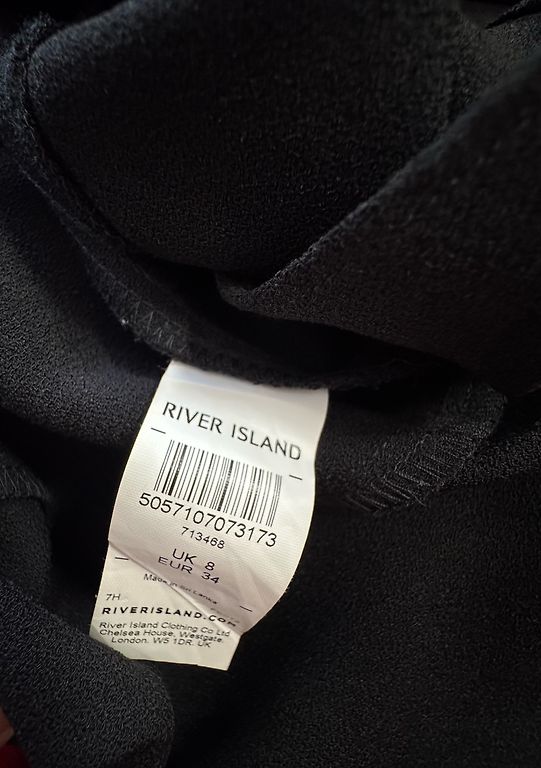 RIVER ISLAND
5057107073173
713468
UK 8
EUR 34
Made in Sri Lanka
7H
RIVERISLAND.COM
River Island Clothing Co Ltd
Chelsea House, Westgate,
London. W5 1DR. UK